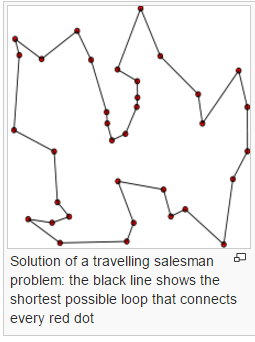 Solution of a travelling salesman
problem: the black line shows the
shortest possible loop that connects
every red dot